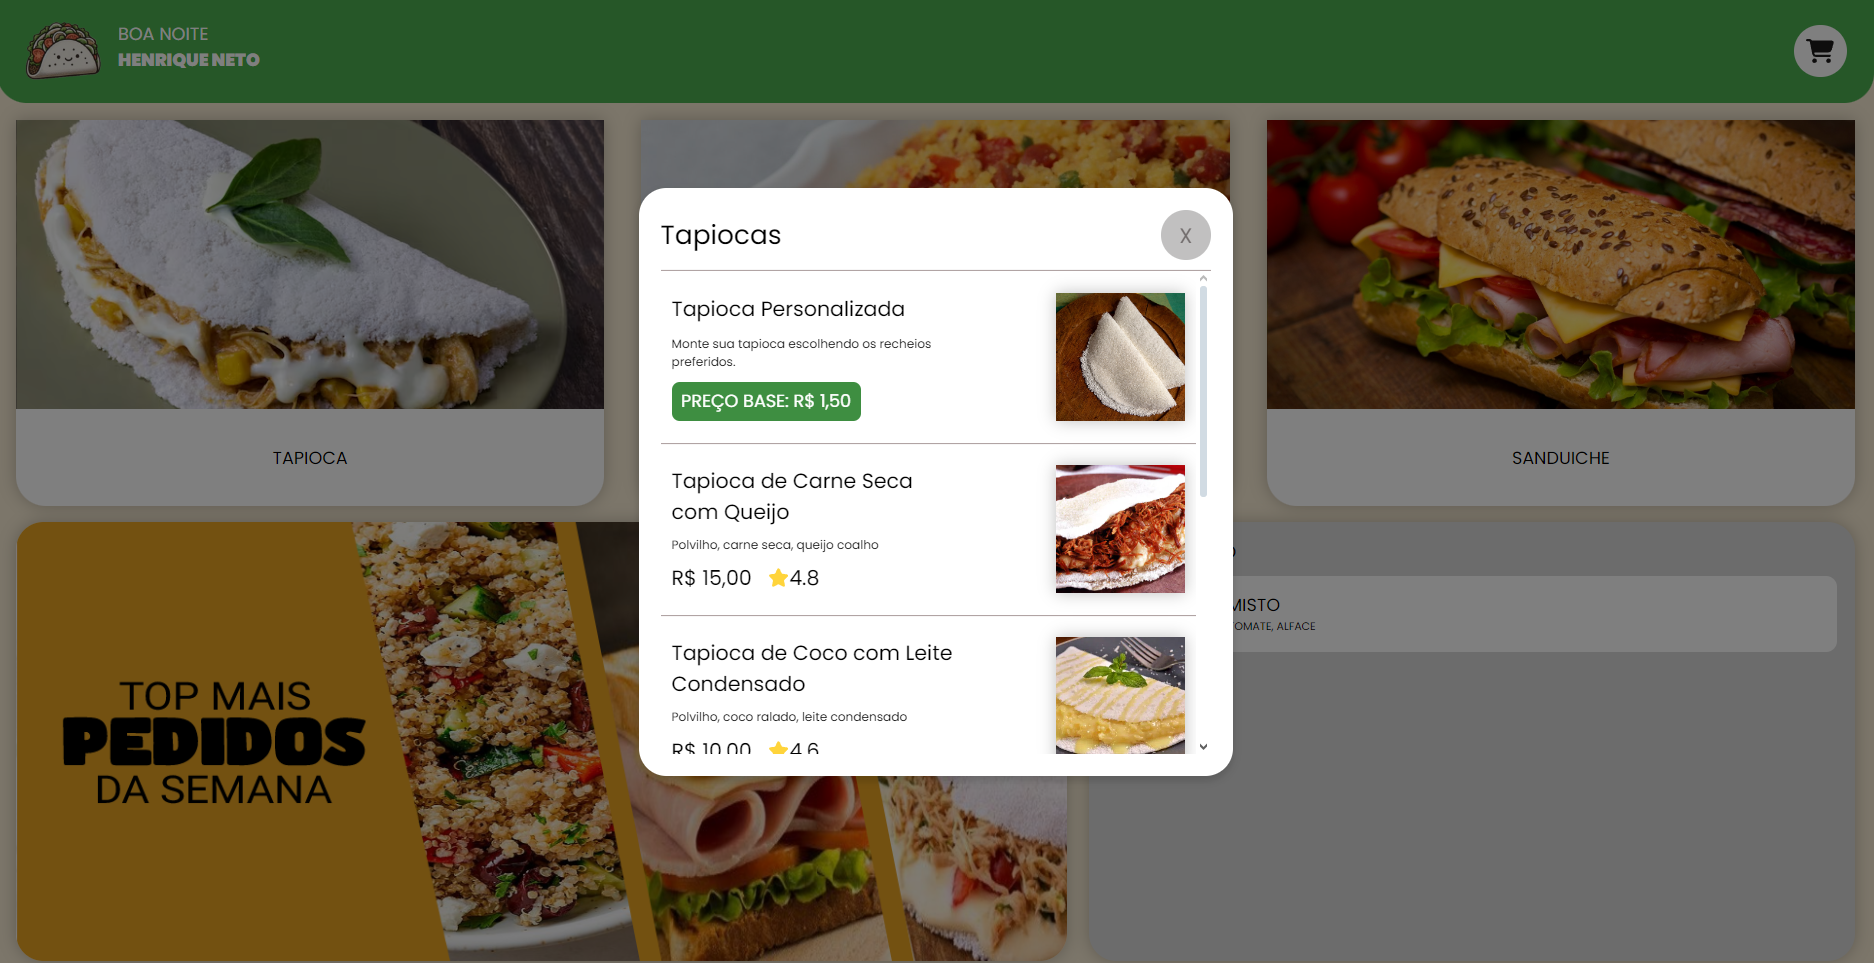 BOA NOITE
HENRIQUE NETO
Tapiocas
X
Tapioca Personalizada
Monte sua tapioca escolhendo os recheios
preferidos.
PREÇO BASE: R$ 1,50
Tapioca de Carne Seca
com Queijo
Polvilho, carne seca, queijo coalho
R$ 15,00 4.8
Tapioca de Coco com Leite
Condensado
Polvilho, coco ralado, leite condensado
R$ 10,00 4.6
TAPIOCA
SANDUICHE
TOP MAIS
PEDIDOS
DA SEMANA
MISTO
TOMATE, ALFACE